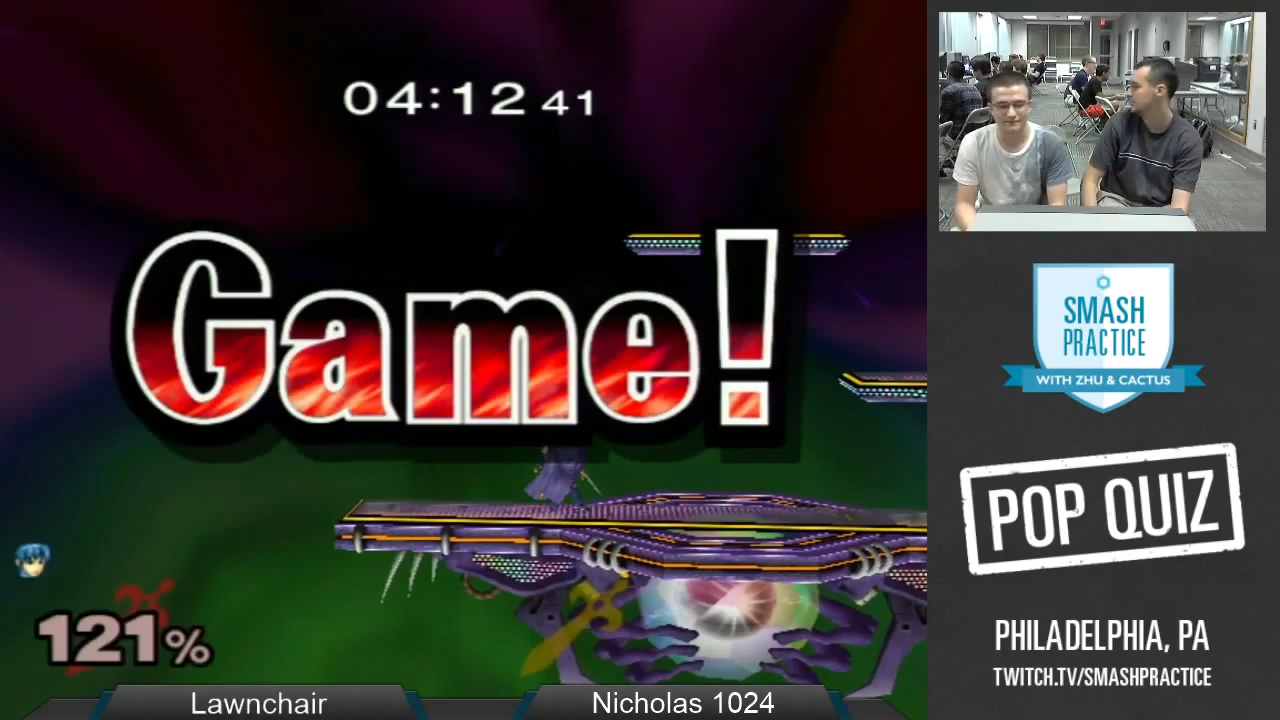 04:12 41
Game!
121%
Lawnchair
Nicholas 1024
SMASH
PRACTICE
WITH ZHU & CACTUS
POP QUIZ
PHILADELPHIA, PA
TWITCH.TV/SMASHPRACTICE